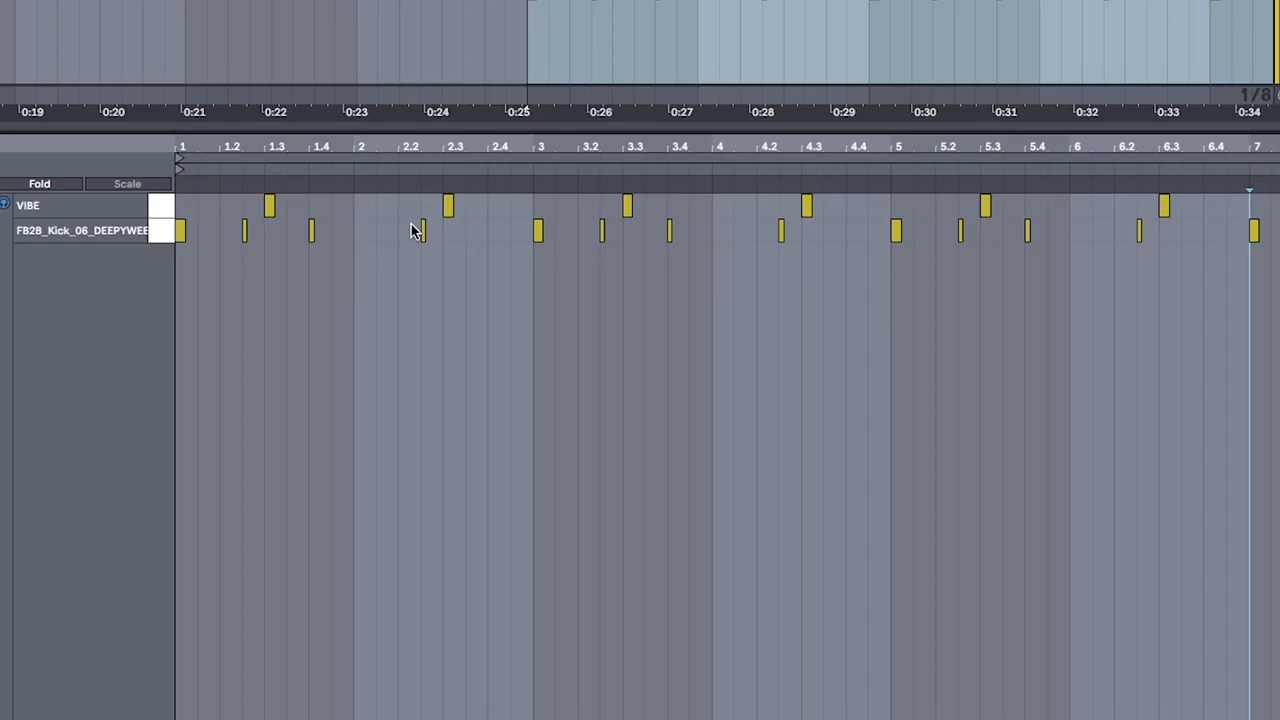 1/8
0:19 0:20 0:21 0:22 0:23 0:24 0:25 0:26 0:27 0:28 0:29 0:30 0:31 0:32 0:33 0:34
1 1.2 1.3 1.4 2 2.2 2.3 2.4 3 3.2 3.3 3.4 4 4.2 4.3 4.4 5 5.2 5.3 5.4 6 6.2 6.3 6.4 7
Fold Scale
VIBE
FB2B_Kick_06_DEEPYWEE